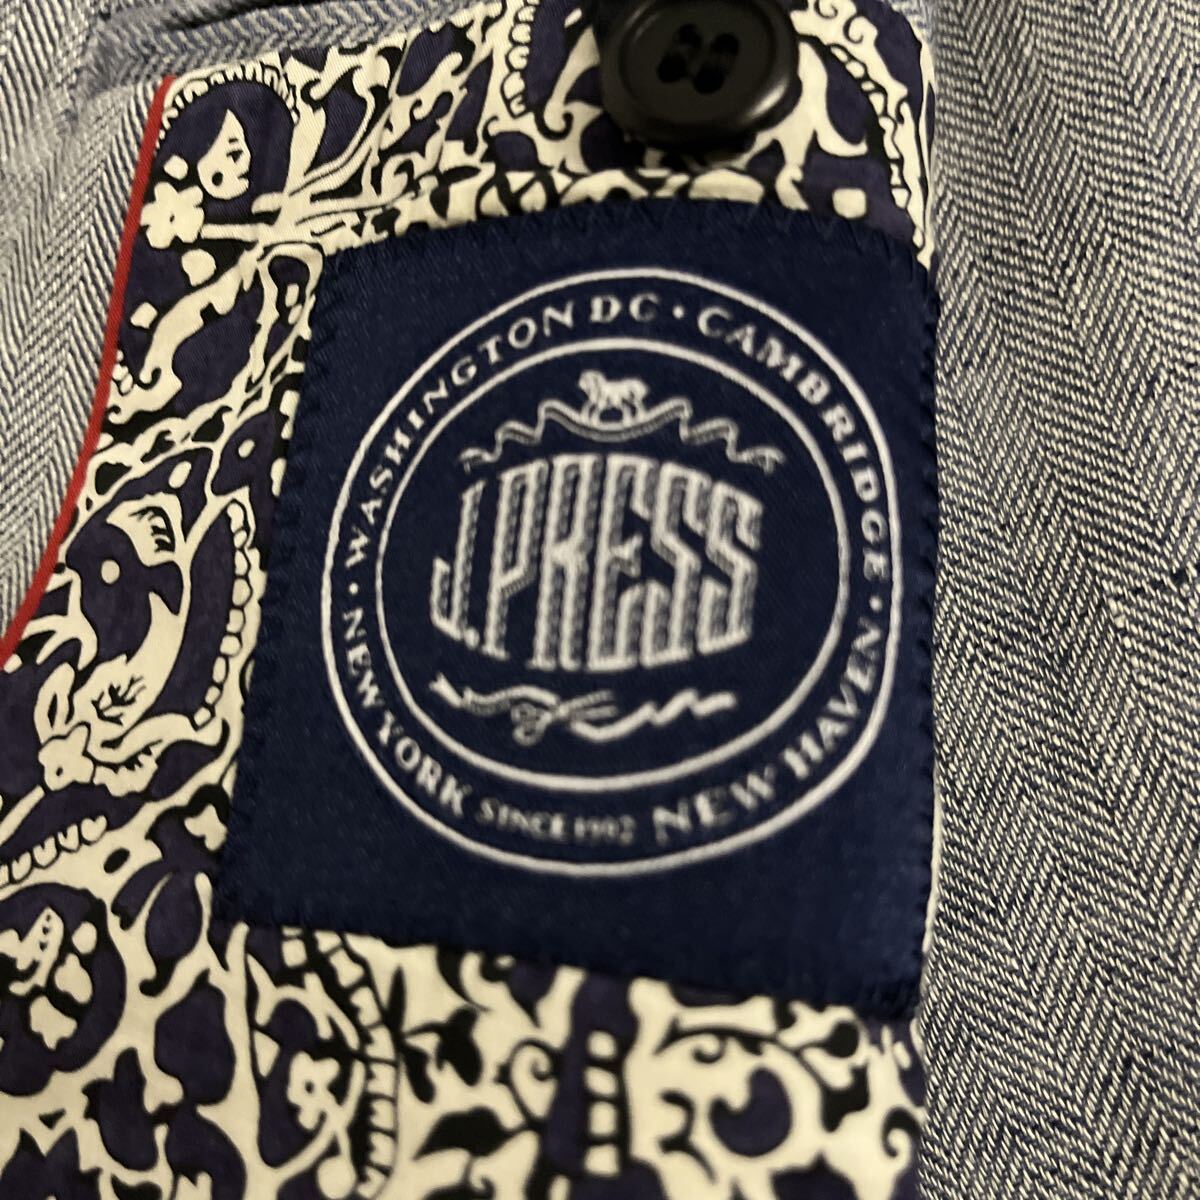 WASHINGTON DC · CAMBRIDGE ·
J.PRESS
· NEW YORK SINCE 1902 NEW HAVEN